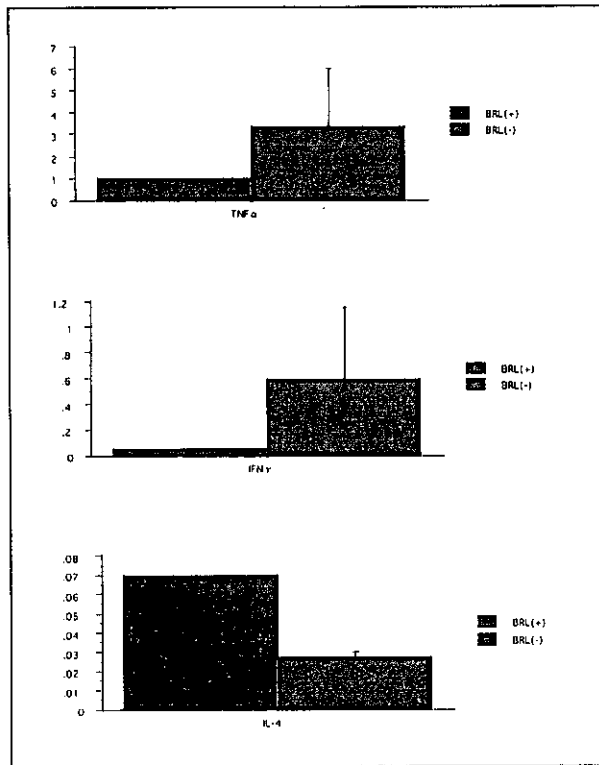 7
6
5
4
3
2
1
0
BRL(+)
BRL(-)
TNFα
1.2
1
.8
.6
.4
.2
0
BRL(+)
BRL(-)
IFNγ
.08
.07
.06
.05
.04
.03
.02
.01
0
BRL(+)
BRL(-)
IL-4